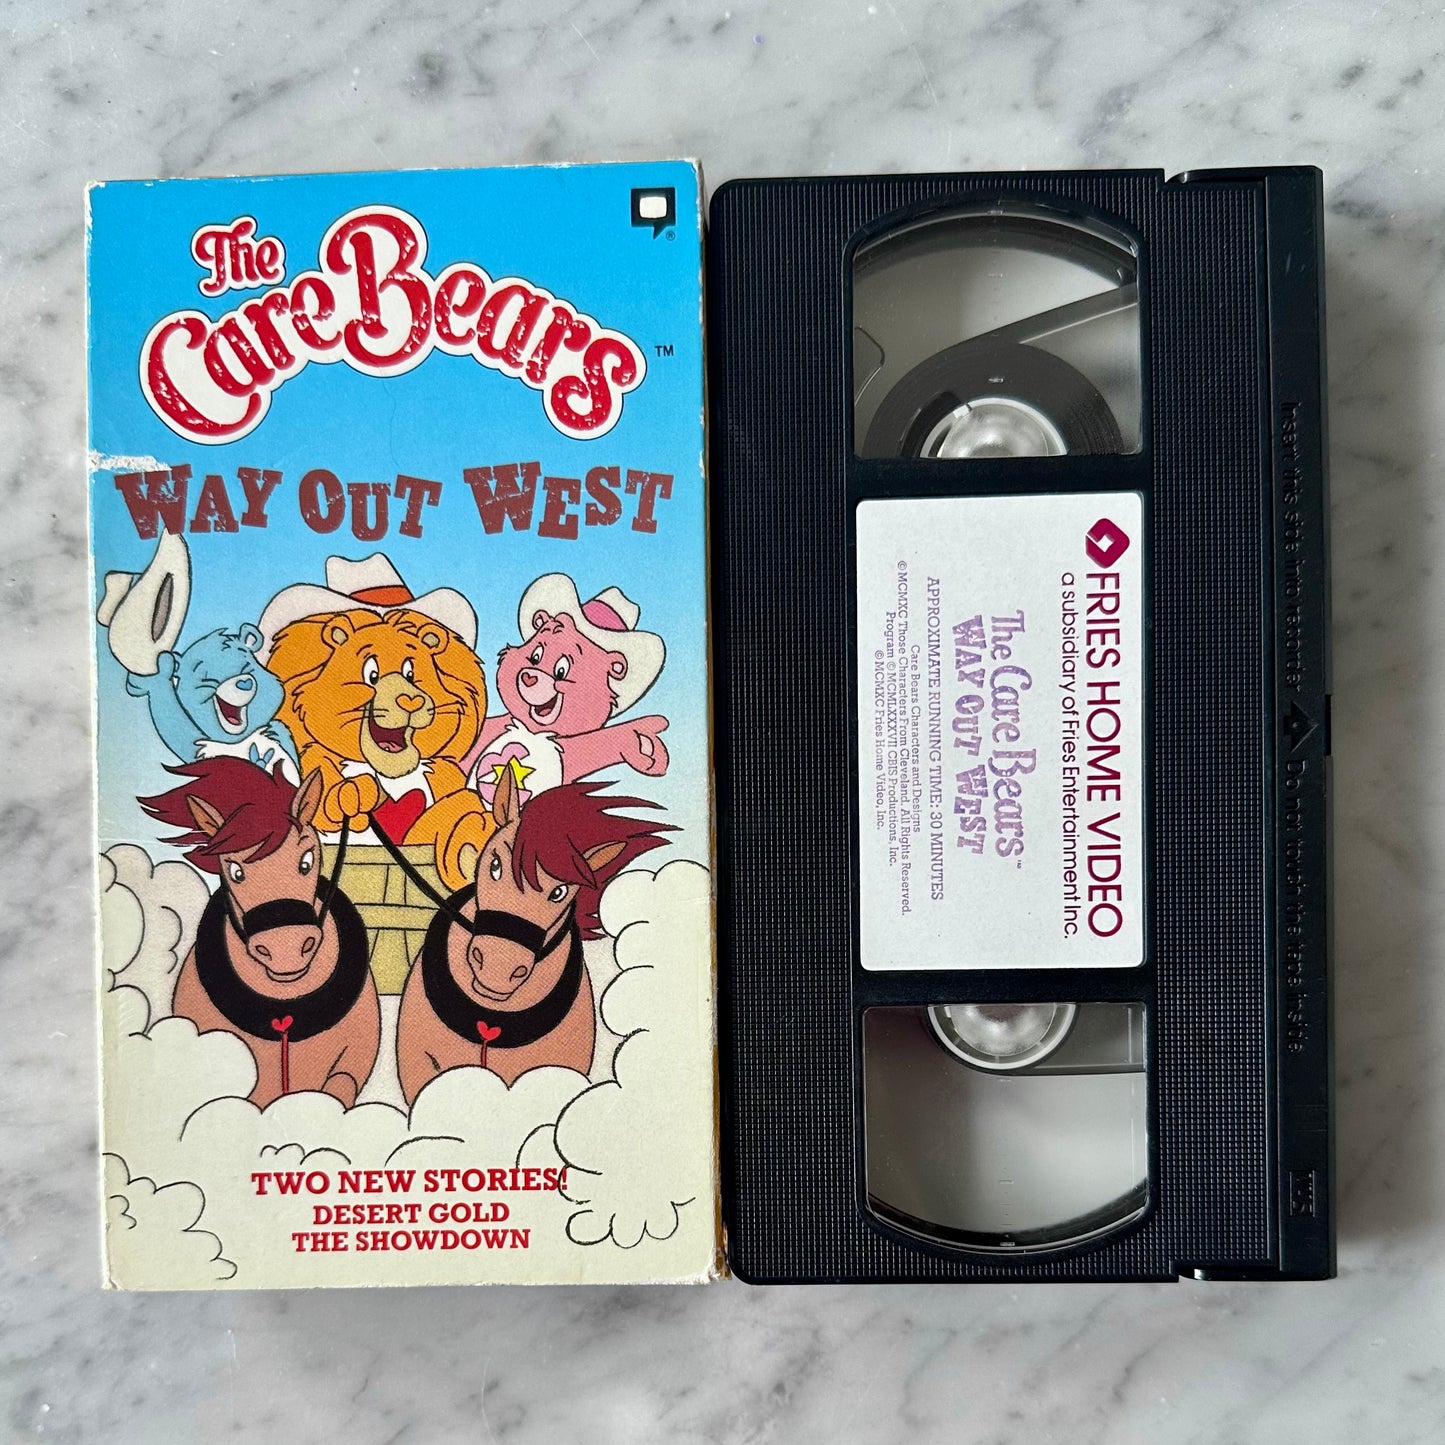 The
Care Bears ™
®
WAY OUT WEST
TWO NEW STORIES!
DESERT GOLD
THE SHOWDOWN
FRIES HOME VIDEO
a subsidiary of Fries Entertainment Inc.
The Care Bears™
WAY OUT WEST
APPROXIMATE RUNNING TIME: 30 MINUTES
Care Bears Characters and Designs
©MCMXC Those Characters From Cleveland. All Rights Reserved.
Program ©MCMLXXXVII CBIS Productions, Inc.
©MCMXC Fries Home Video, Inc.
Insert this side into recorder
Do not touch the tape inside